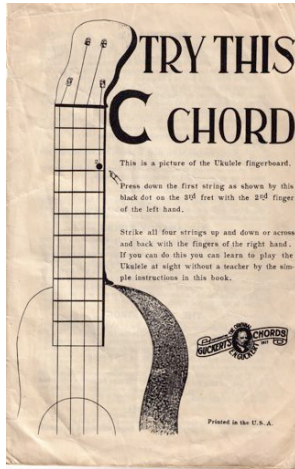 TRY THIS
C CHORD
This is a picture of the Ukulele fingerboard.
Press down the first string as shown by this
black dot on the 3rd fret with the 2nd finger
of the left hand.
Strike all four strings up and down or across
and back with the fingers of the right hand.
If you can do this you can learn to play the
Ukulele at sight without a teacher by the sim-
ple instructions in this book.
GUCKERT'S CHORDS
E.N. GUCKERT
Printed in the U.S.A.